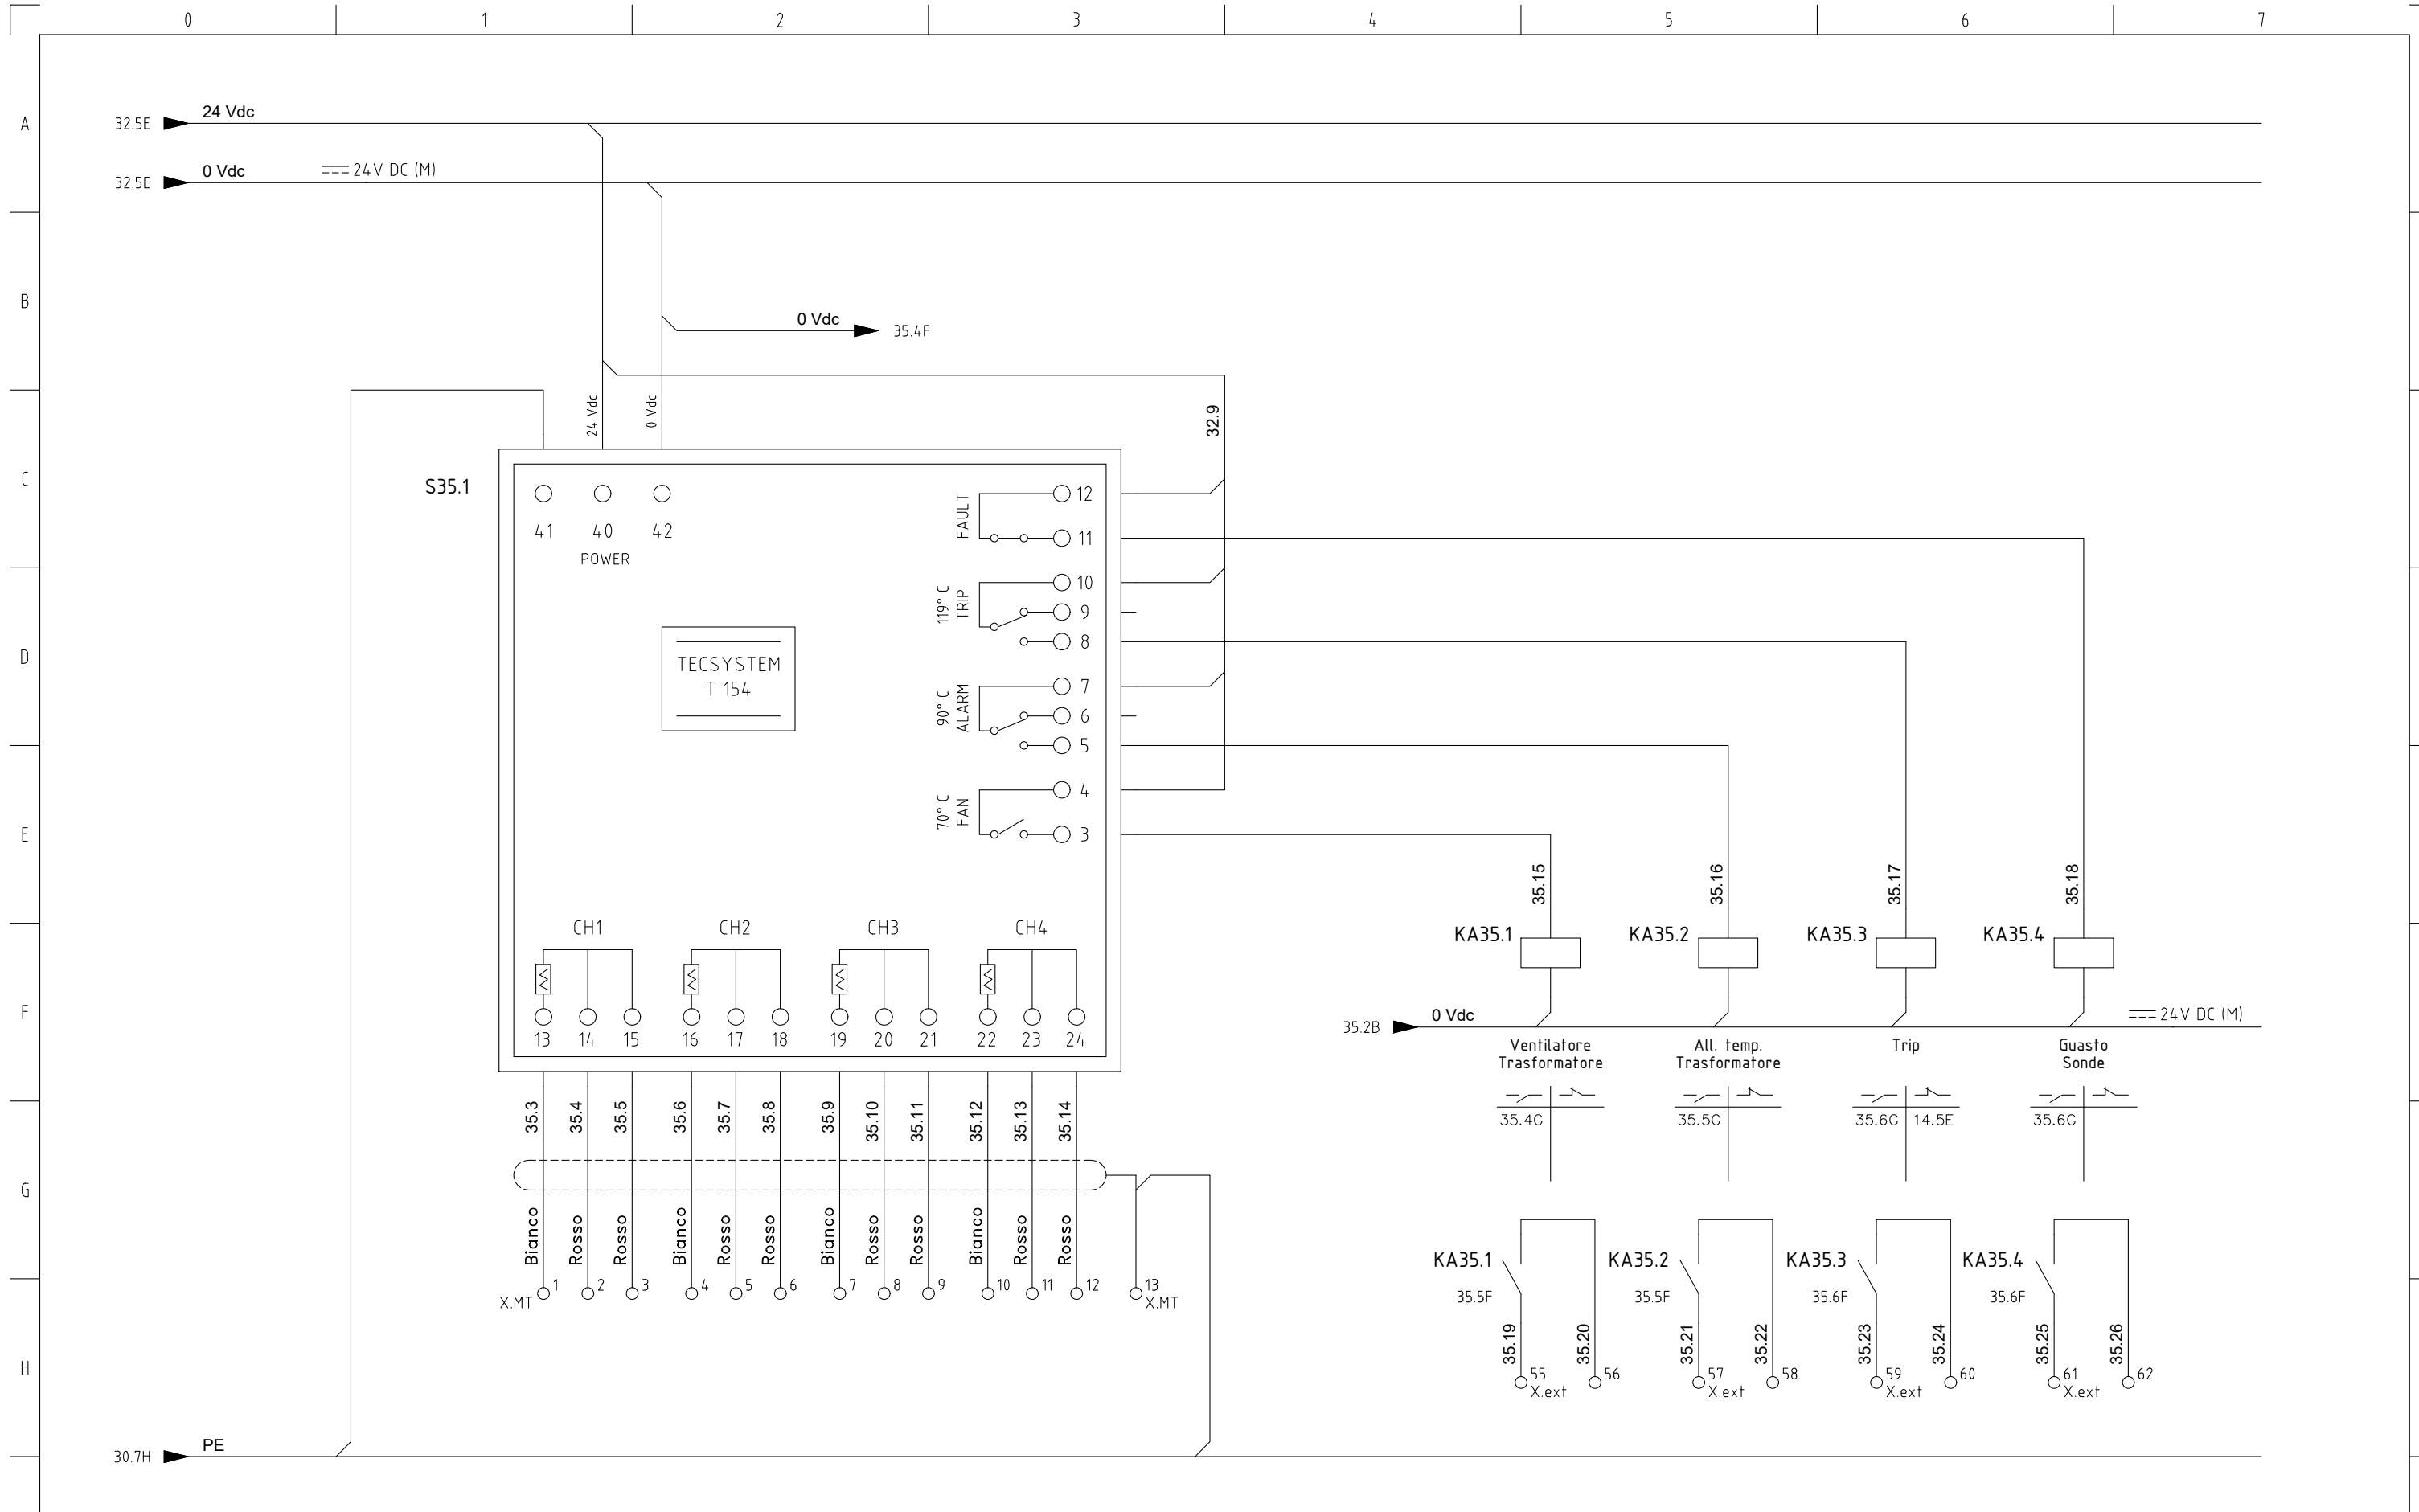 0 1 2 3 4 5 6 7
A
32.5E 24 Vdc
32.5E 0 Vdc 24V DC (M)
B
0 Vdc 35.4F
24 Vdc 0 Vdc 32.9
C
S35.1
41 40 42
POWER
FAULT
12
11
119° C
TRIP
10
9
8
D
TECSYSTEM
T 154
90° C
ALARM
7
6
5
70° C
FAN
4
3
E
35.15 35.16 35.17 35.18
CH1 CH2 CH3 CH4
KA35.1 KA35.2 KA35.3 KA35.4
F
13 14 15 16 17 18 19 20 21 22 23 24
35.2B 0 Vdc 24V DC (M)
Ventilatore
Trasformatore
All. temp.
Trasformatore
Trip
Guasto
Sonde
35.3 35.4 35.5 35.6 35.7 35.8 35.9 35.10 35.11 35.12 35.13 35.14
35.4G 35.5G 35.6G 14.5E 35.6G
G
Bianco Rosso Rosso Bianco Rosso Rosso Bianco Rosso Rosso Bianco Rosso Rosso
KA35.1 KA35.2 KA35.3 KA35.4
35.5F 35.5F 35.6F 35.6F
X.MT 1 2 3 4 5 6 7 8 9 10 11 12 13 X.MT
35.19 35.20 35.21 35.22 35.23 35.24 35.25 35.26
H
55 56 57 58 59 60 61 62
X.ext X.ext X.ext X.ext
30.7H PE